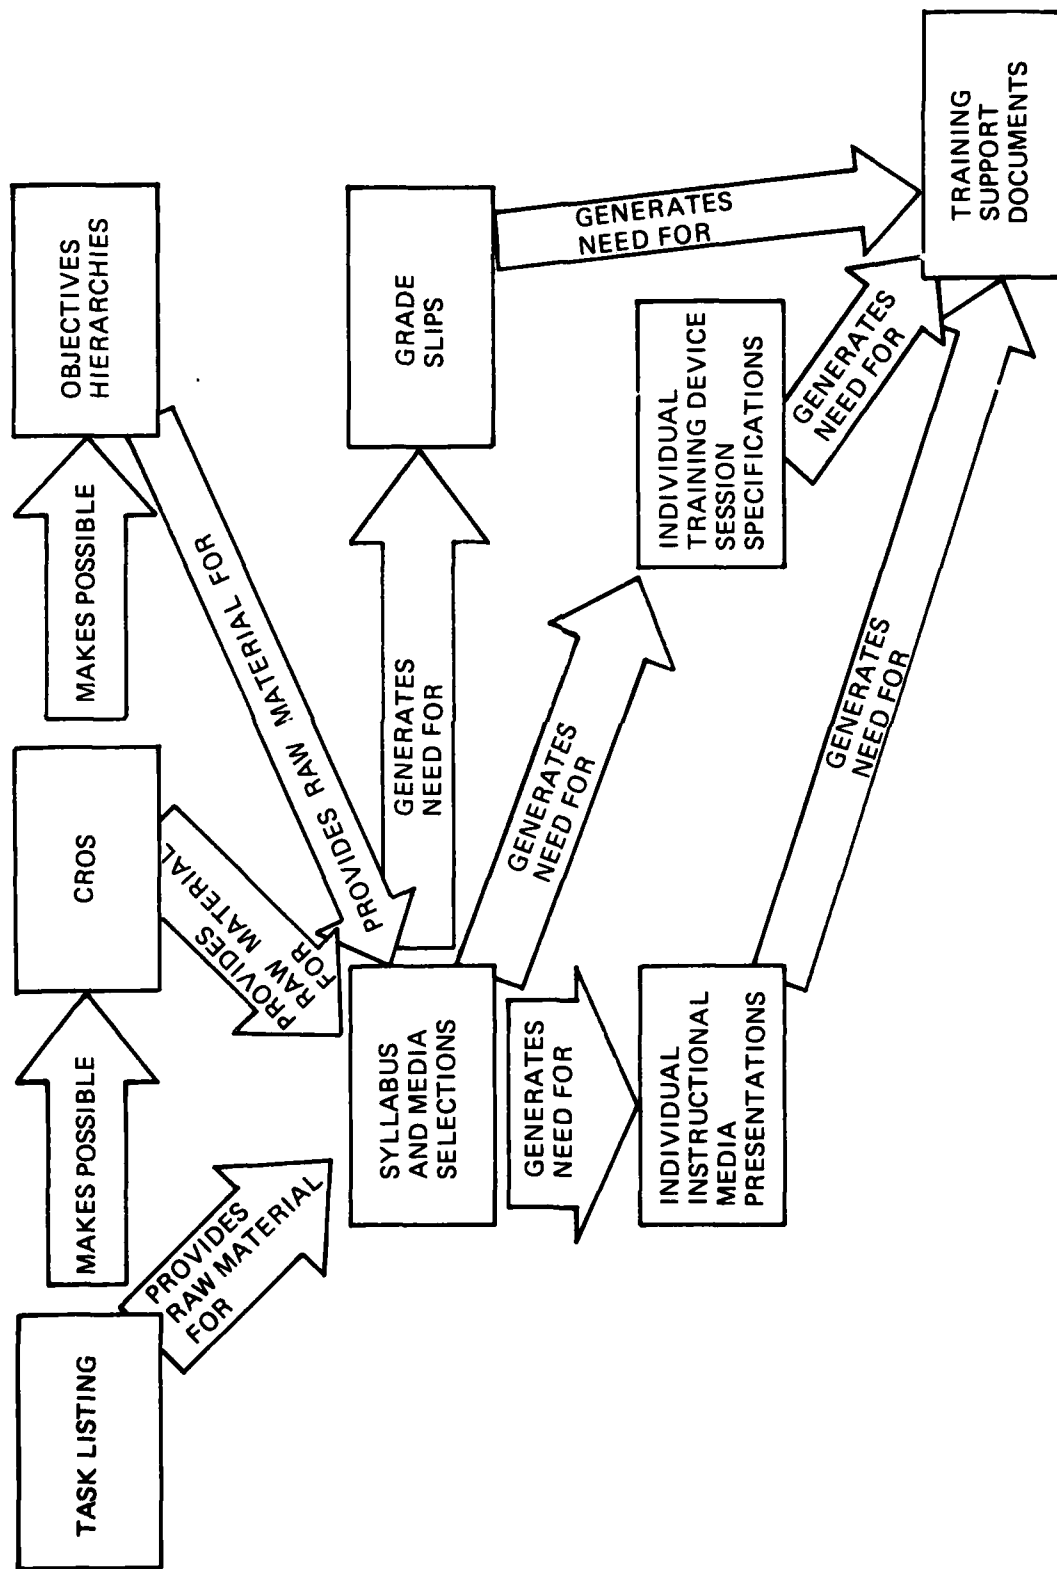 TASK LISTING
MAKES POSSIBLE
CROS
MAKES POSSIBLE
OBJECTIVES
HIERARCHIES
PROVIDES
RAW MATERIAL
FOR
PROVIDES
RAW MATERIAL
FOR
PROVIDES RAW MATERIAL FOR
SYLLABUS
AND MEDIA
SELECTIONS
GENERATES
NEED FOR
GRADE
SLIPS
GENERATES
NEED FOR
GENERATES
NEED FOR
GENERATES
NEED FOR
INDIVIDUAL
INSTRUCTIONAL
MEDIA
PRESENTATIONS
INDIVIDUAL
TRAINING DEVICE
SESSION
SPECIFICATIONS
GENERATES
NEED FOR
GENERATES
NEED FOR
TRAINING
SUPPORT
DOCUMENTS